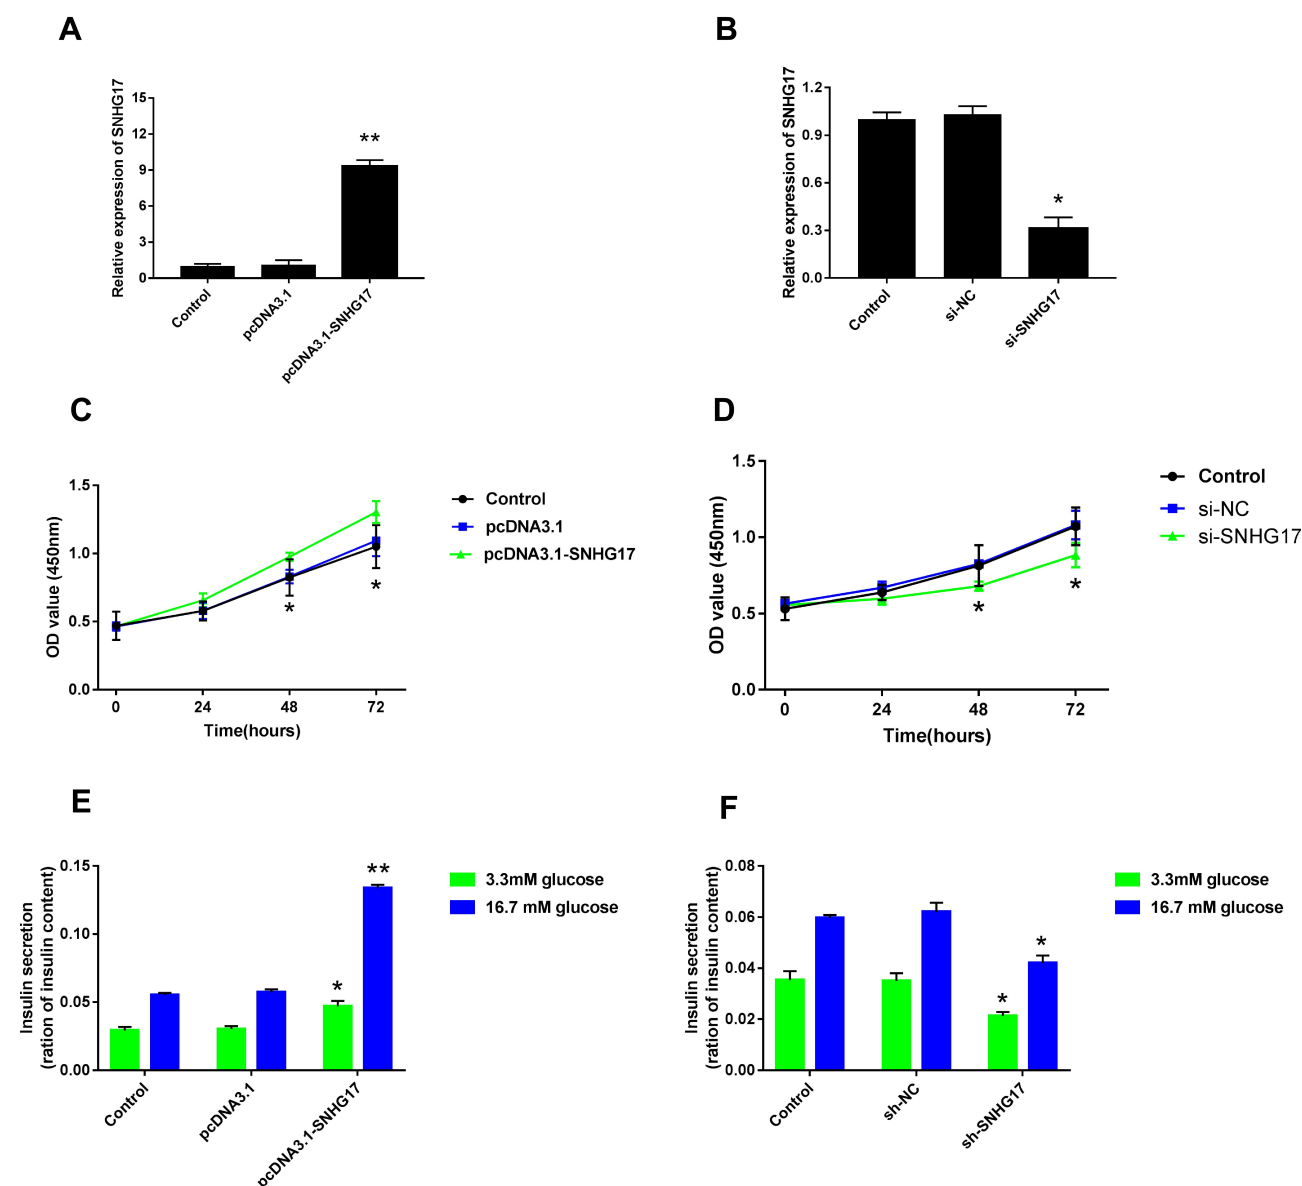 A
Relative expression of SNHG17
15
12
9
6
3
0
**
Control
pcDNA3.1
pcDNA3.1-SNHG17
B
Relative expression of SNHG17
1.2
0.9
0.6
0.3
0.0
*
Control
si-NC
si-SNHG17
C
OD value (450nm)
1.5
1.0
0.5
0.0
*
*
0
24
48
72
Time(hours)
Control
pcDNA3.1
pcDNA3.1-SNHG17
D
OD value (450nm)
1.5
1.0
0.5
0.0
*
*
0
24
48
72
Time(hours)
Control
si-NC
si-SNHG17
E
Insulin secretion
(ration of insulin content)
0.15
0.10
0.05
0.00
*
**
Control
pcDNA3.1
pcDNA3.1-SNHG17
3.3mM glucose
16.7 mM glucose
F
Insulin secretion
(ration of insulin content)
0.08
0.06
0.04
0.02
0.00
*
*
Control
sh-NC
sh-SNHG17
3.3mM glucose
16.7 mM glucose